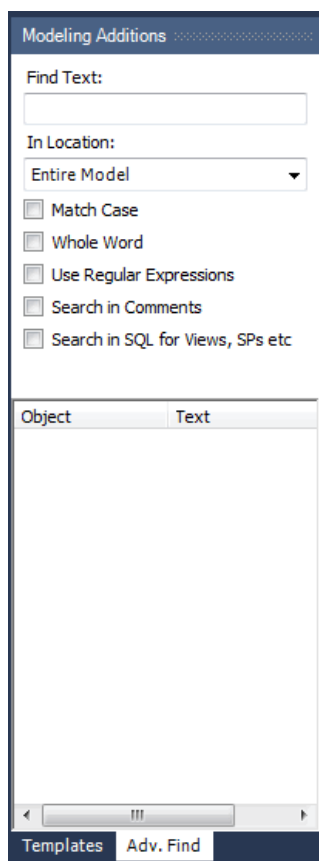 Modeling Additions
Find Text:
In Location:
Entire Model
Match Case
Whole Word
Use Regular Expressions
Search in Comments
Search in SQL for Views, SPs etc
Object Text
Templates Adv. Find